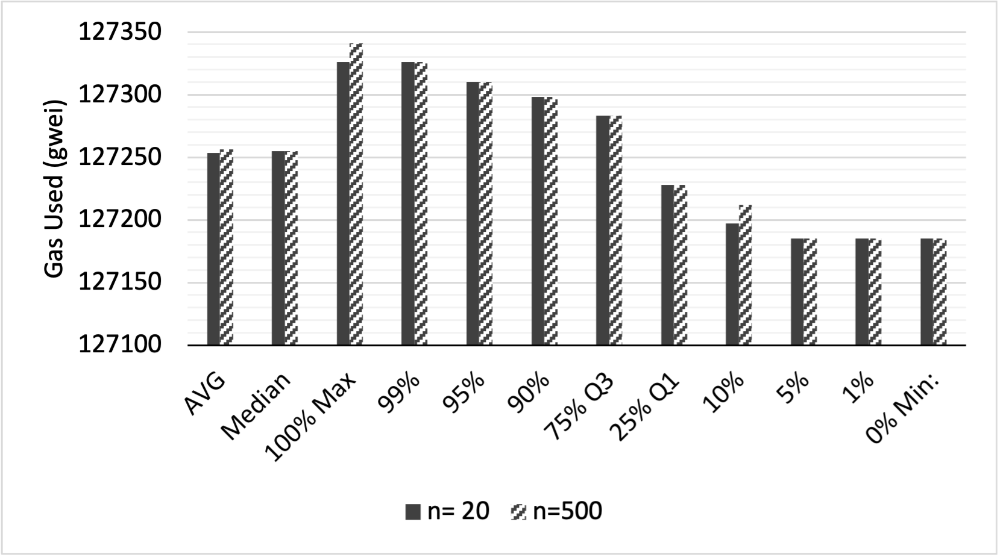 127350
127300
127250
127200
127150
127100
Gas Used (gwei)
AVG
Median
100% Max
99%
95%
90%
75% Q3
25% Q1
10%
5%
1%
0% Min:
n= 20
n=500